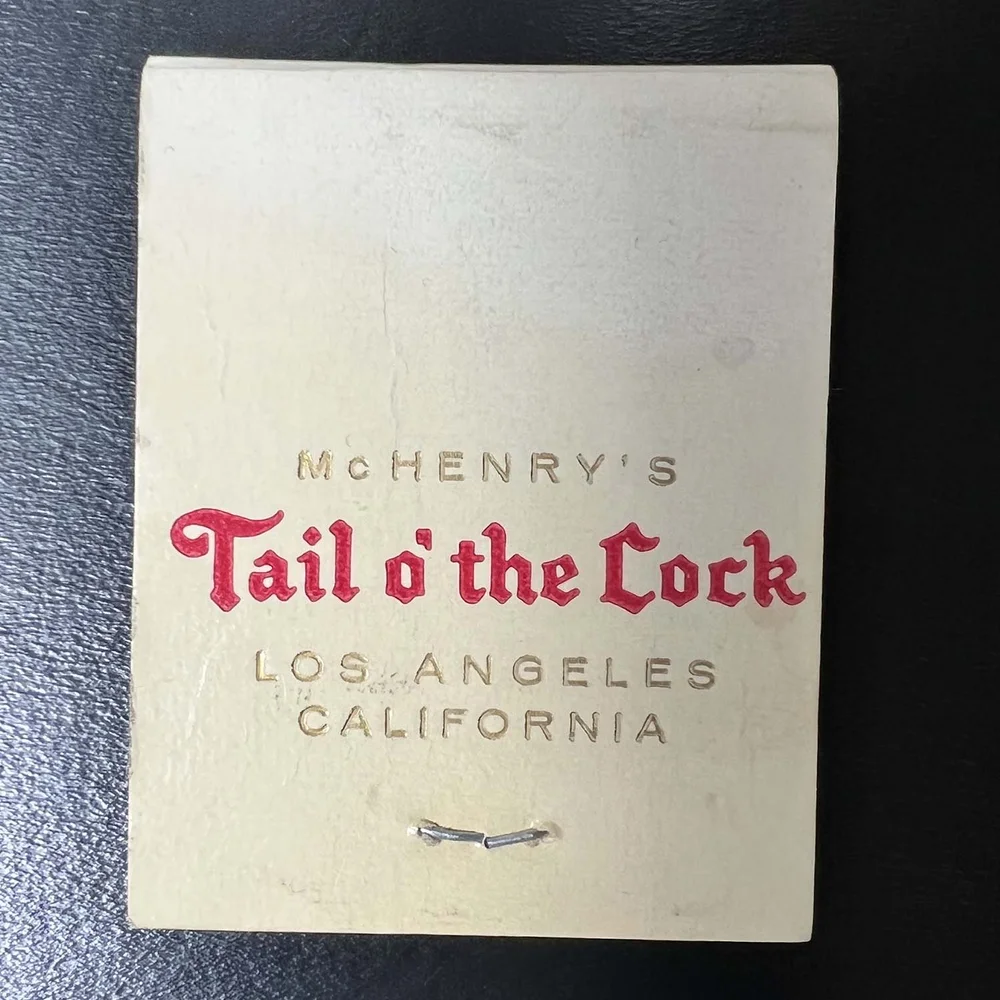 McHENRY'S
Tail o' the Cock
LOS ANGELES
CALIFORNIA